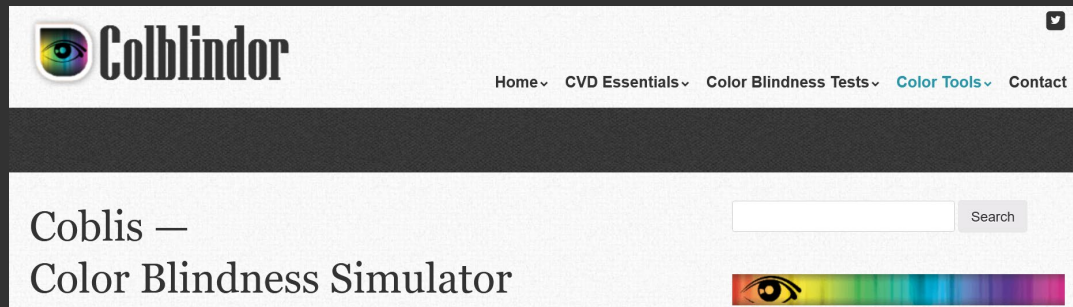 Colblindor
Home CVD Essentials Color Blindness Tests Color Tools Contact
Coblis —
Color Blindness Simulator
Search